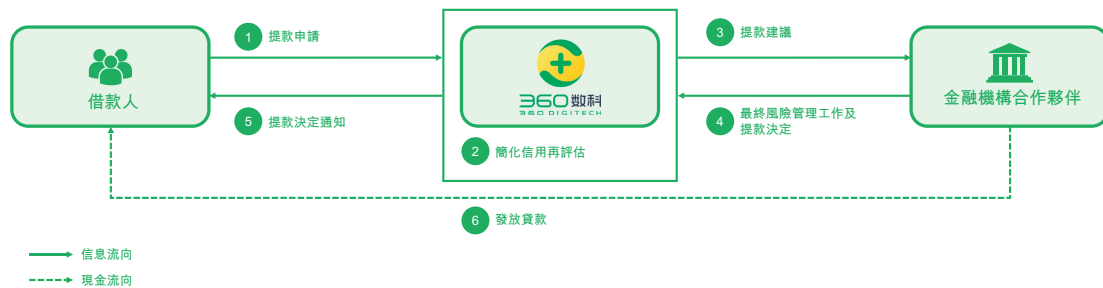 1 提款申請
3 提款建議
借款人
360数科
360 DIGITECH
金融機構合作夥伴
5 提款決定通知
4 最終風險管理工作及
提款決定
2 簡化信用再評估
6 發放貸款
信息流向
現金流向